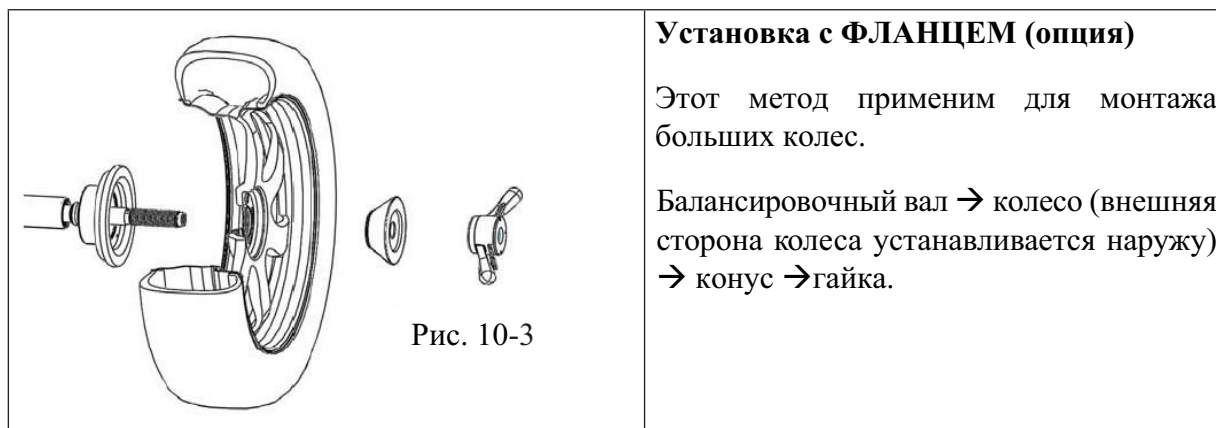 Рис. 10-3
Установка с ФЛАНЦЕМ (опция)
Этот метод применим для монтажа
больших колес.
Балансировочный вал → колесо (внешняя
сторона колеса устанавливается наружу)
→ конус →гайка.